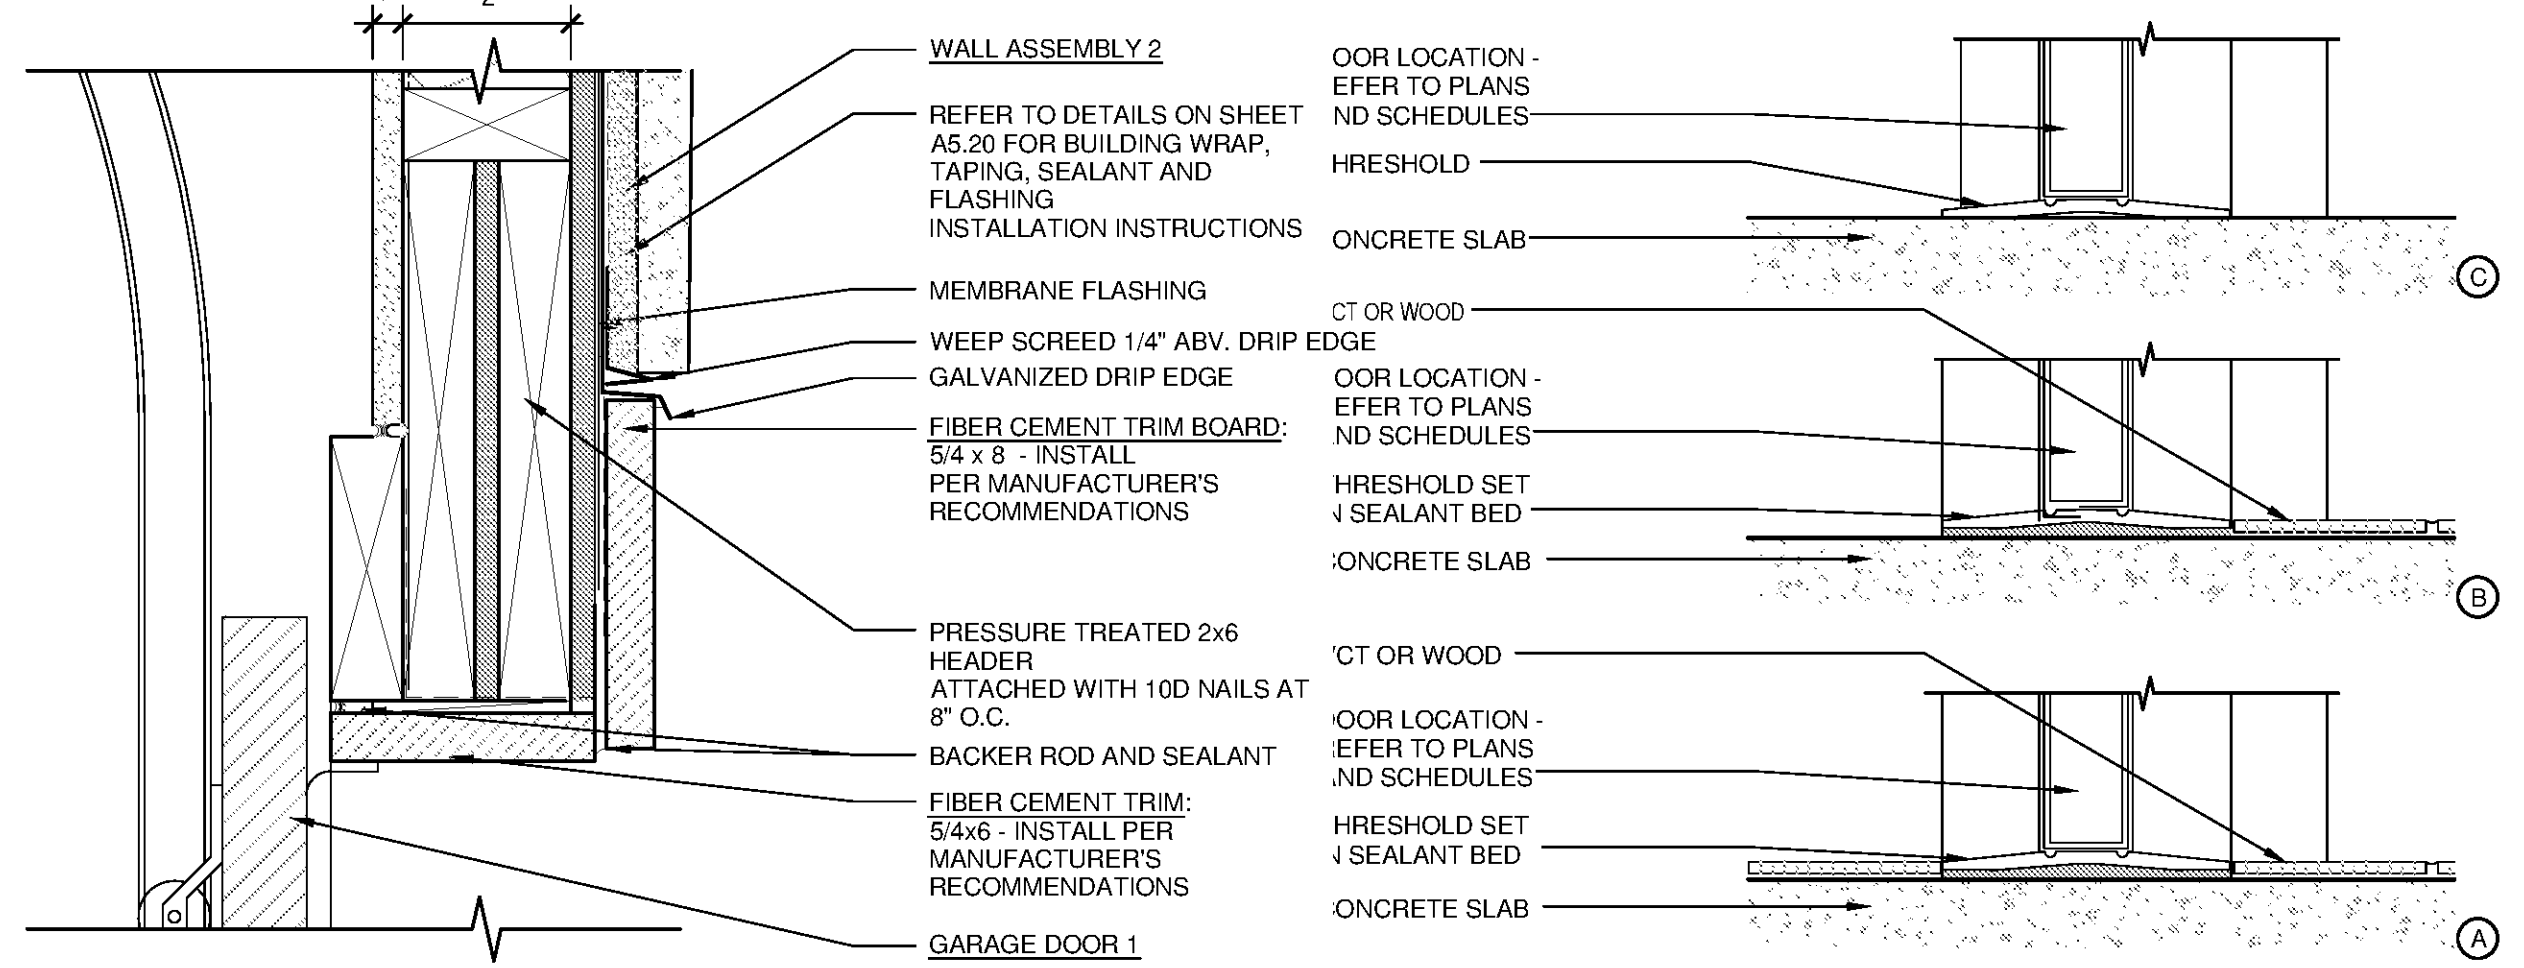 2
WALL ASSEMBLY 2
REFER TO DETAILS ON SHEET
A5.20 FOR BUILDING WRAP,
TAPING, SEALANT AND
FLASHING
INSTALLATION INSTRUCTIONS
MEMBRANE FLASHING
WEEP SCREED 1/4" ABV. DRIP EDGE
GALVANIZED DRIP EDGE
FIBER CEMENT TRIM BOARD:
5/4 x 8 - INSTALL
PER MANUFACTURER'S
RECOMMENDATIONS
PRESSURE TREATED 2x6
HEADER
ATTACHED WITH 10D NAILS AT
8" O.C.
BACKER ROD AND SEALANT
FIBER CEMENT TRIM:
5/4x6 - INSTALL PER
MANUFACTURER'S
RECOMMENDATIONS
GARAGE DOOR 1
OOR LOCATION -
EFER TO PLANS
ND SCHEDULES
HRESHOLD
ONCRETE SLAB
C
CT OR WOOD
OOR LOCATION -
EFER TO PLANS
ND SCHEDULES
HRESHOLD SET
N SEALANT BED
ONCRETE SLAB
B
CT OR WOOD
OOR LOCATION -
REFER TO PLANS
AND SCHEDULES
HRESHOLD SET
N SEALANT BED
CONCRETE SLAB
A